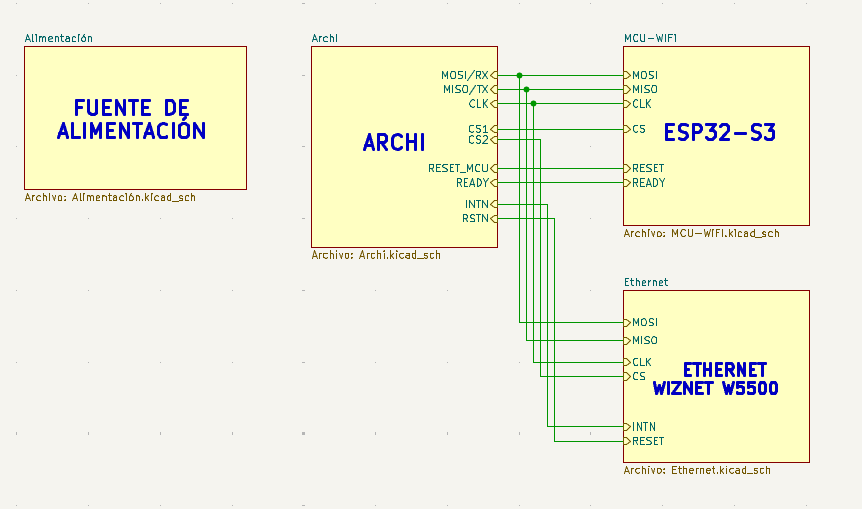 Alimentación
FUENTE DE
ALIMENTACIÓN
Archivo: Alimentación.kicad_sch
Archi
MOSI/RX
MISO/TX
CLK
CS1
CS2
ARCHI
RESET_MCU
READY
INTN
RSTN
Archivo: Archi.kicad_sch
MCU-WIFI
MOSI
MISO
CLK
CS
ESP32-S3
RESET
READY
Archivo: MCU-WIFI.kicad_sch
Ethernet
MOSI
MISO
CLK
CS
ETHERNET
WIZNET W5500
INTN
RESET
Archivo: Ethernet.kicad_sch